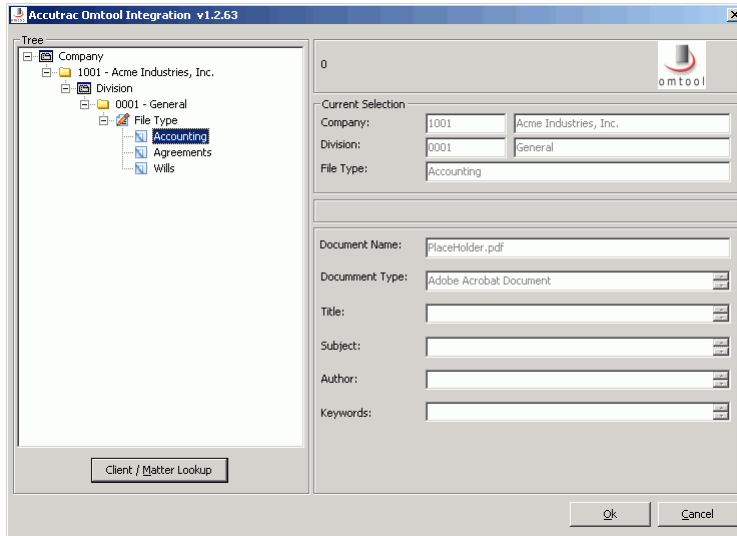 Accutrac Omtool Integration v1.2.63
Tree
Company
1001 - Acme Industries, Inc.
Division
0001 - General
File Type
Accounting
Agreements
Wills
Client / Matter Lookup
0
omtool
Current Selection
Company: 1001 Acme Industries, Inc.
Division: 0001 General
File Type: Accounting
Document Name: PlaceHolder.pdf
Documment Type: Adobe Acrobat Document
Title:
Subject:
Author:
Keywords:
Ok Cancel